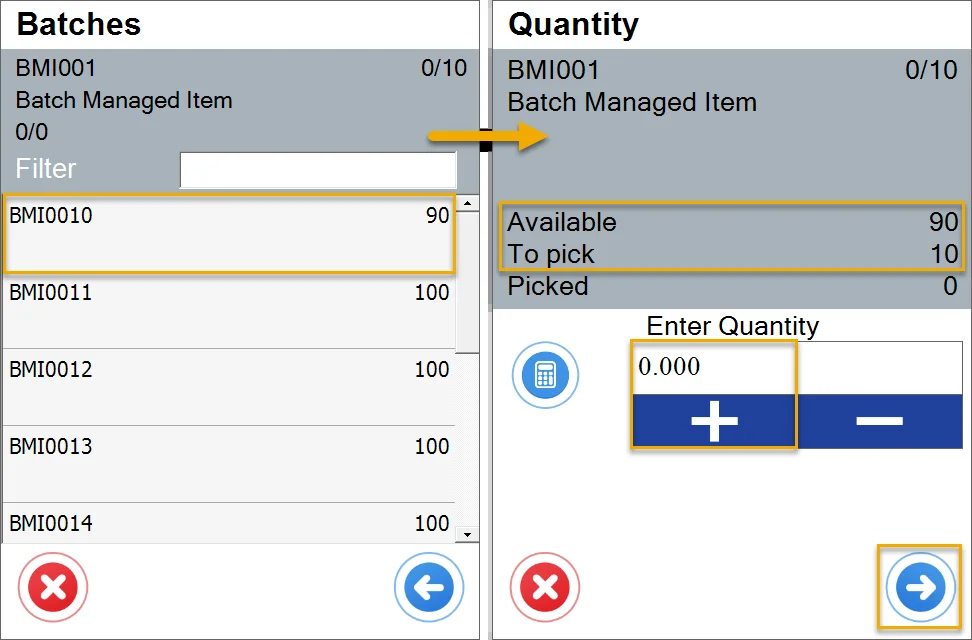 Batches
BMI001 0/10
Batch Managed Item
0/0
Filter
BMI0010 90
BMI0011 100
BMI0012 100
BMI0013 100
BMI0014 100
Quantity
BMI001 0/10
Batch Managed Item
Available 90
To pick 10
Picked 0
Enter Quantity
0.000